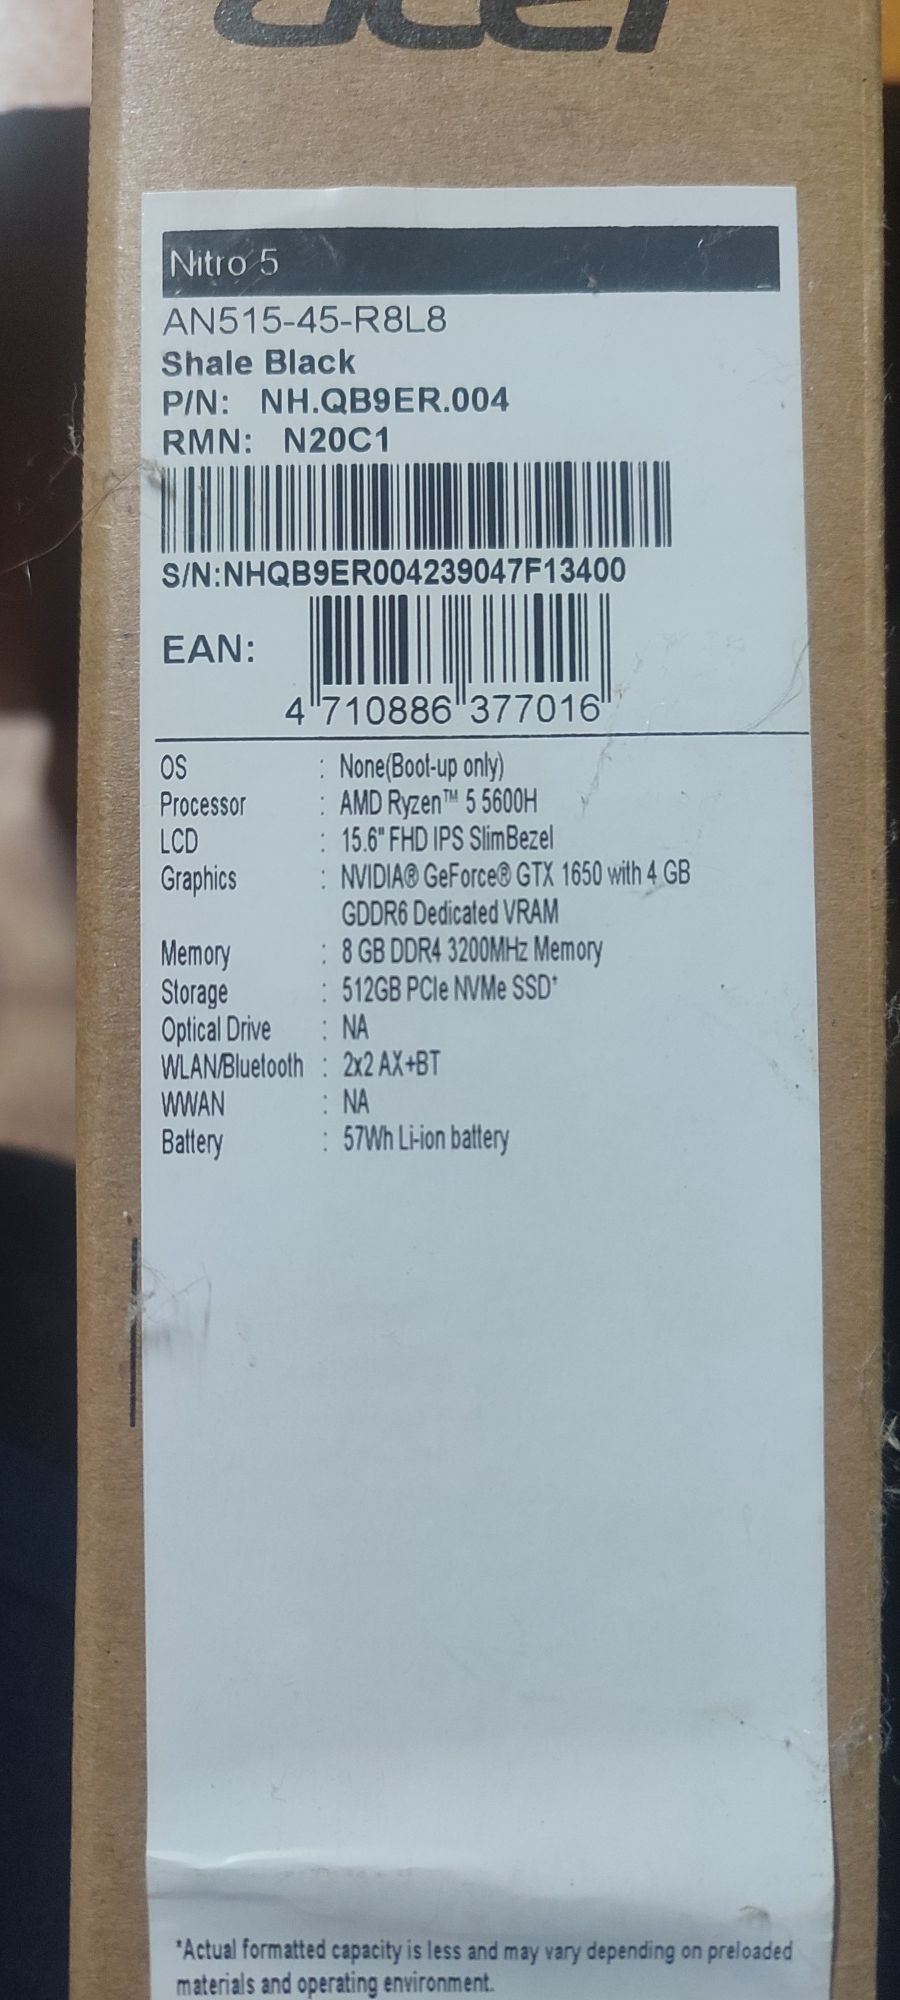 acer
Nitro 5
AN515-45-R8L8
Shale Black
P/N: NH.QB9ER.004
RMN: N20C1
S/N:NHQB9ER004239047F13400
EAN:
4 710886 377016
OS : None(Boot-up only)
Processor : AMD Ryzen™ 5 5600H
LCD : 15.6" FHD IPS SlimBezel
Graphics : NVIDIA® GeForce® GTX 1650 with 4 GB
GDDR6 Dedicated VRAM
Memory : 8 GB DDR4 3200MHz Memory
Storage : 512GB PCIe NVMe SSD*
Optical Drive : NA
WLAN/Bluetooth : 2x2 AX+BT
WWAN : NA
Battery : 57Wh Li-ion battery
*Actual formatted capacity is less and may vary depending on preloaded
materials and operating environment.